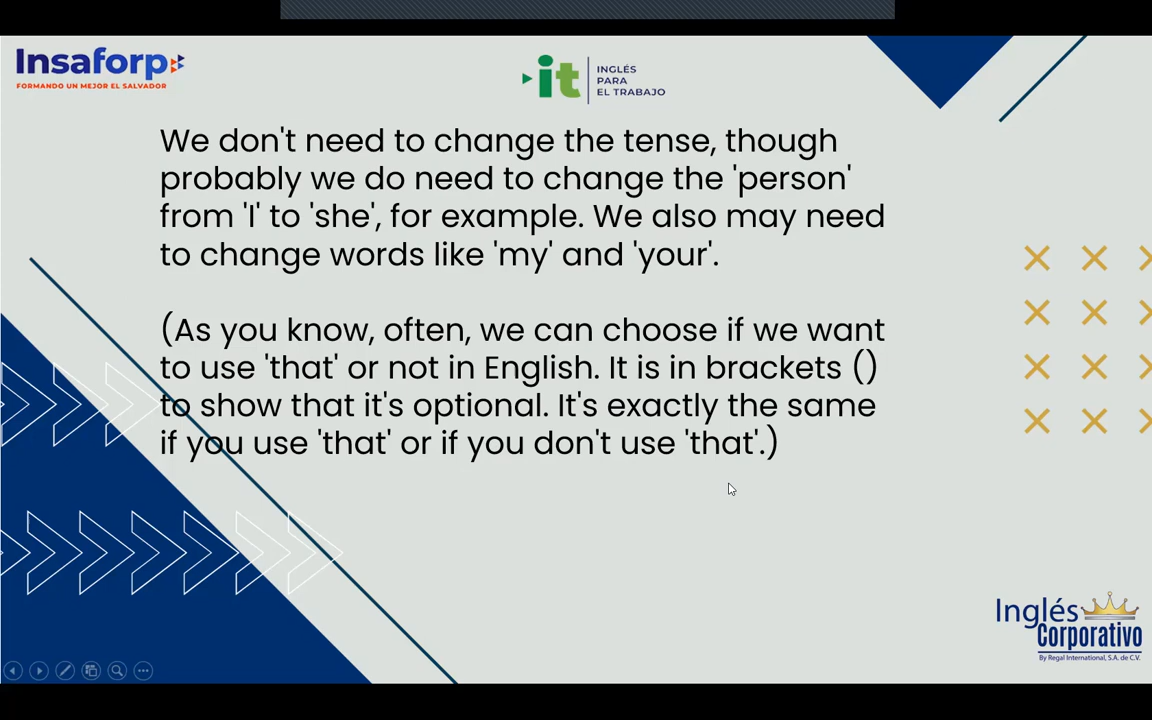 Insaforp
FORMANDO UN MEJOR EL SALVADOR
it
INGLÉS
PARA
EL TRABAJO
We don't need to change the tense, though
probably we do need to change the 'person'
from 'I' to 'she', for example. We also may need
to change words like 'my' and 'your'.
(As you know, often, we can choose if we want
to use 'that' or not in English. It is in brackets ()
to show that it's optional. It's exactly the same
if you use 'that' or if you don't use 'that'.)
Inglés
Corporativo
By Regal International, S.A. de C.V.